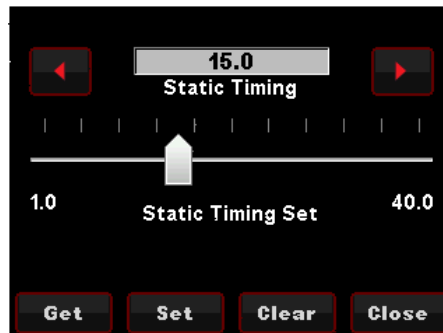 15.0
Static Timing
1.0
40.0
Static Timing Set
Get
Set
Clear
Close